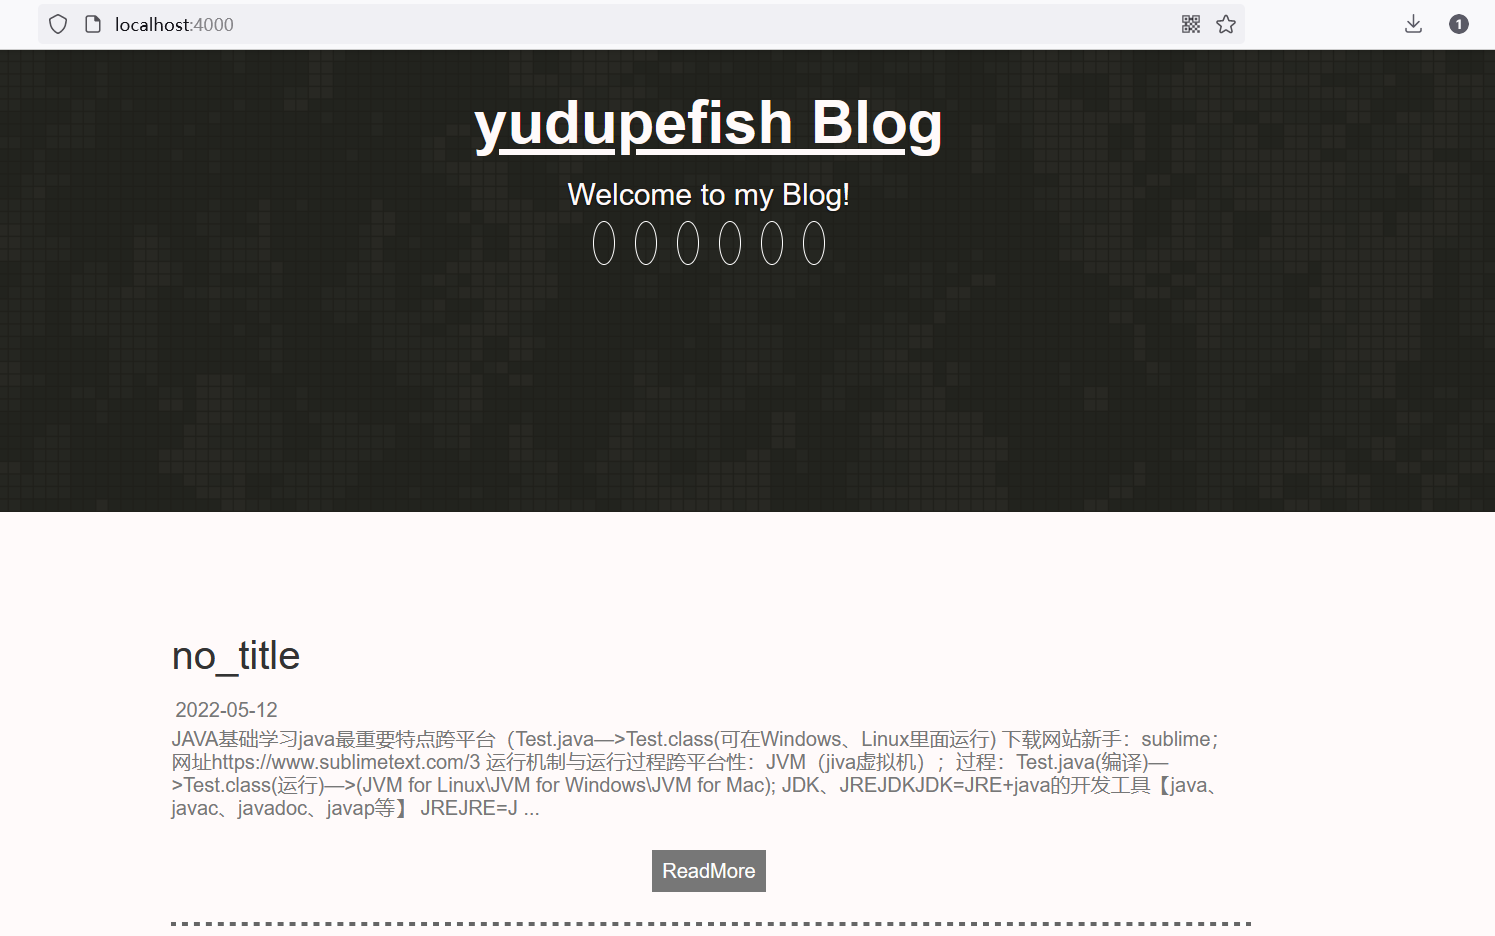 localhost:4000
1
yudupefish Blog
Welcome to my Blog!
no_title
2022-05-12
JAVA基础学习java最重要特点跨平台（Test.java—>Test.class(可在Windows、Linux里面运行) 下载网站新手：sublime；
网址https://www.sublimetext.com/3 运行机制与运行过程跨平台性：JVM（jiva虚拟机）；过程：Test.java(编译)—
>Test.class(运行)—>(JVM for Linux\JVM for Windows\JVM for Mac); JDK、JREJDKJDK=JRE+java的开发工具【java、
javac、javadoc、javap等】 JREJRE=J ...
ReadMore